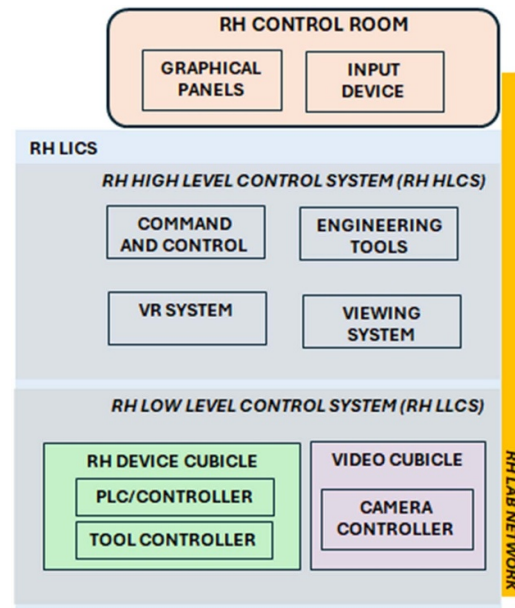 RH CONTROL ROOM
GRAPHICAL
PANELS
INPUT
DEVICE
RH LICS
RH HIGH LEVEL CONTROL SYSTEM (RH HLCS)
COMMAND
AND CONTROL
ENGINEERING
TOOLS
VR SYSTEM
VIEWING
SYSTEM
RH LOW LEVEL CONTROL SYSTEM (RH LLCS)
RH DEVICE CUBICLE
PLC/CONTROLLER
TOOL CONTROLLER
VIDEO CUBICLE
CAMERA
CONTROLLER
RH LAB NETWORK